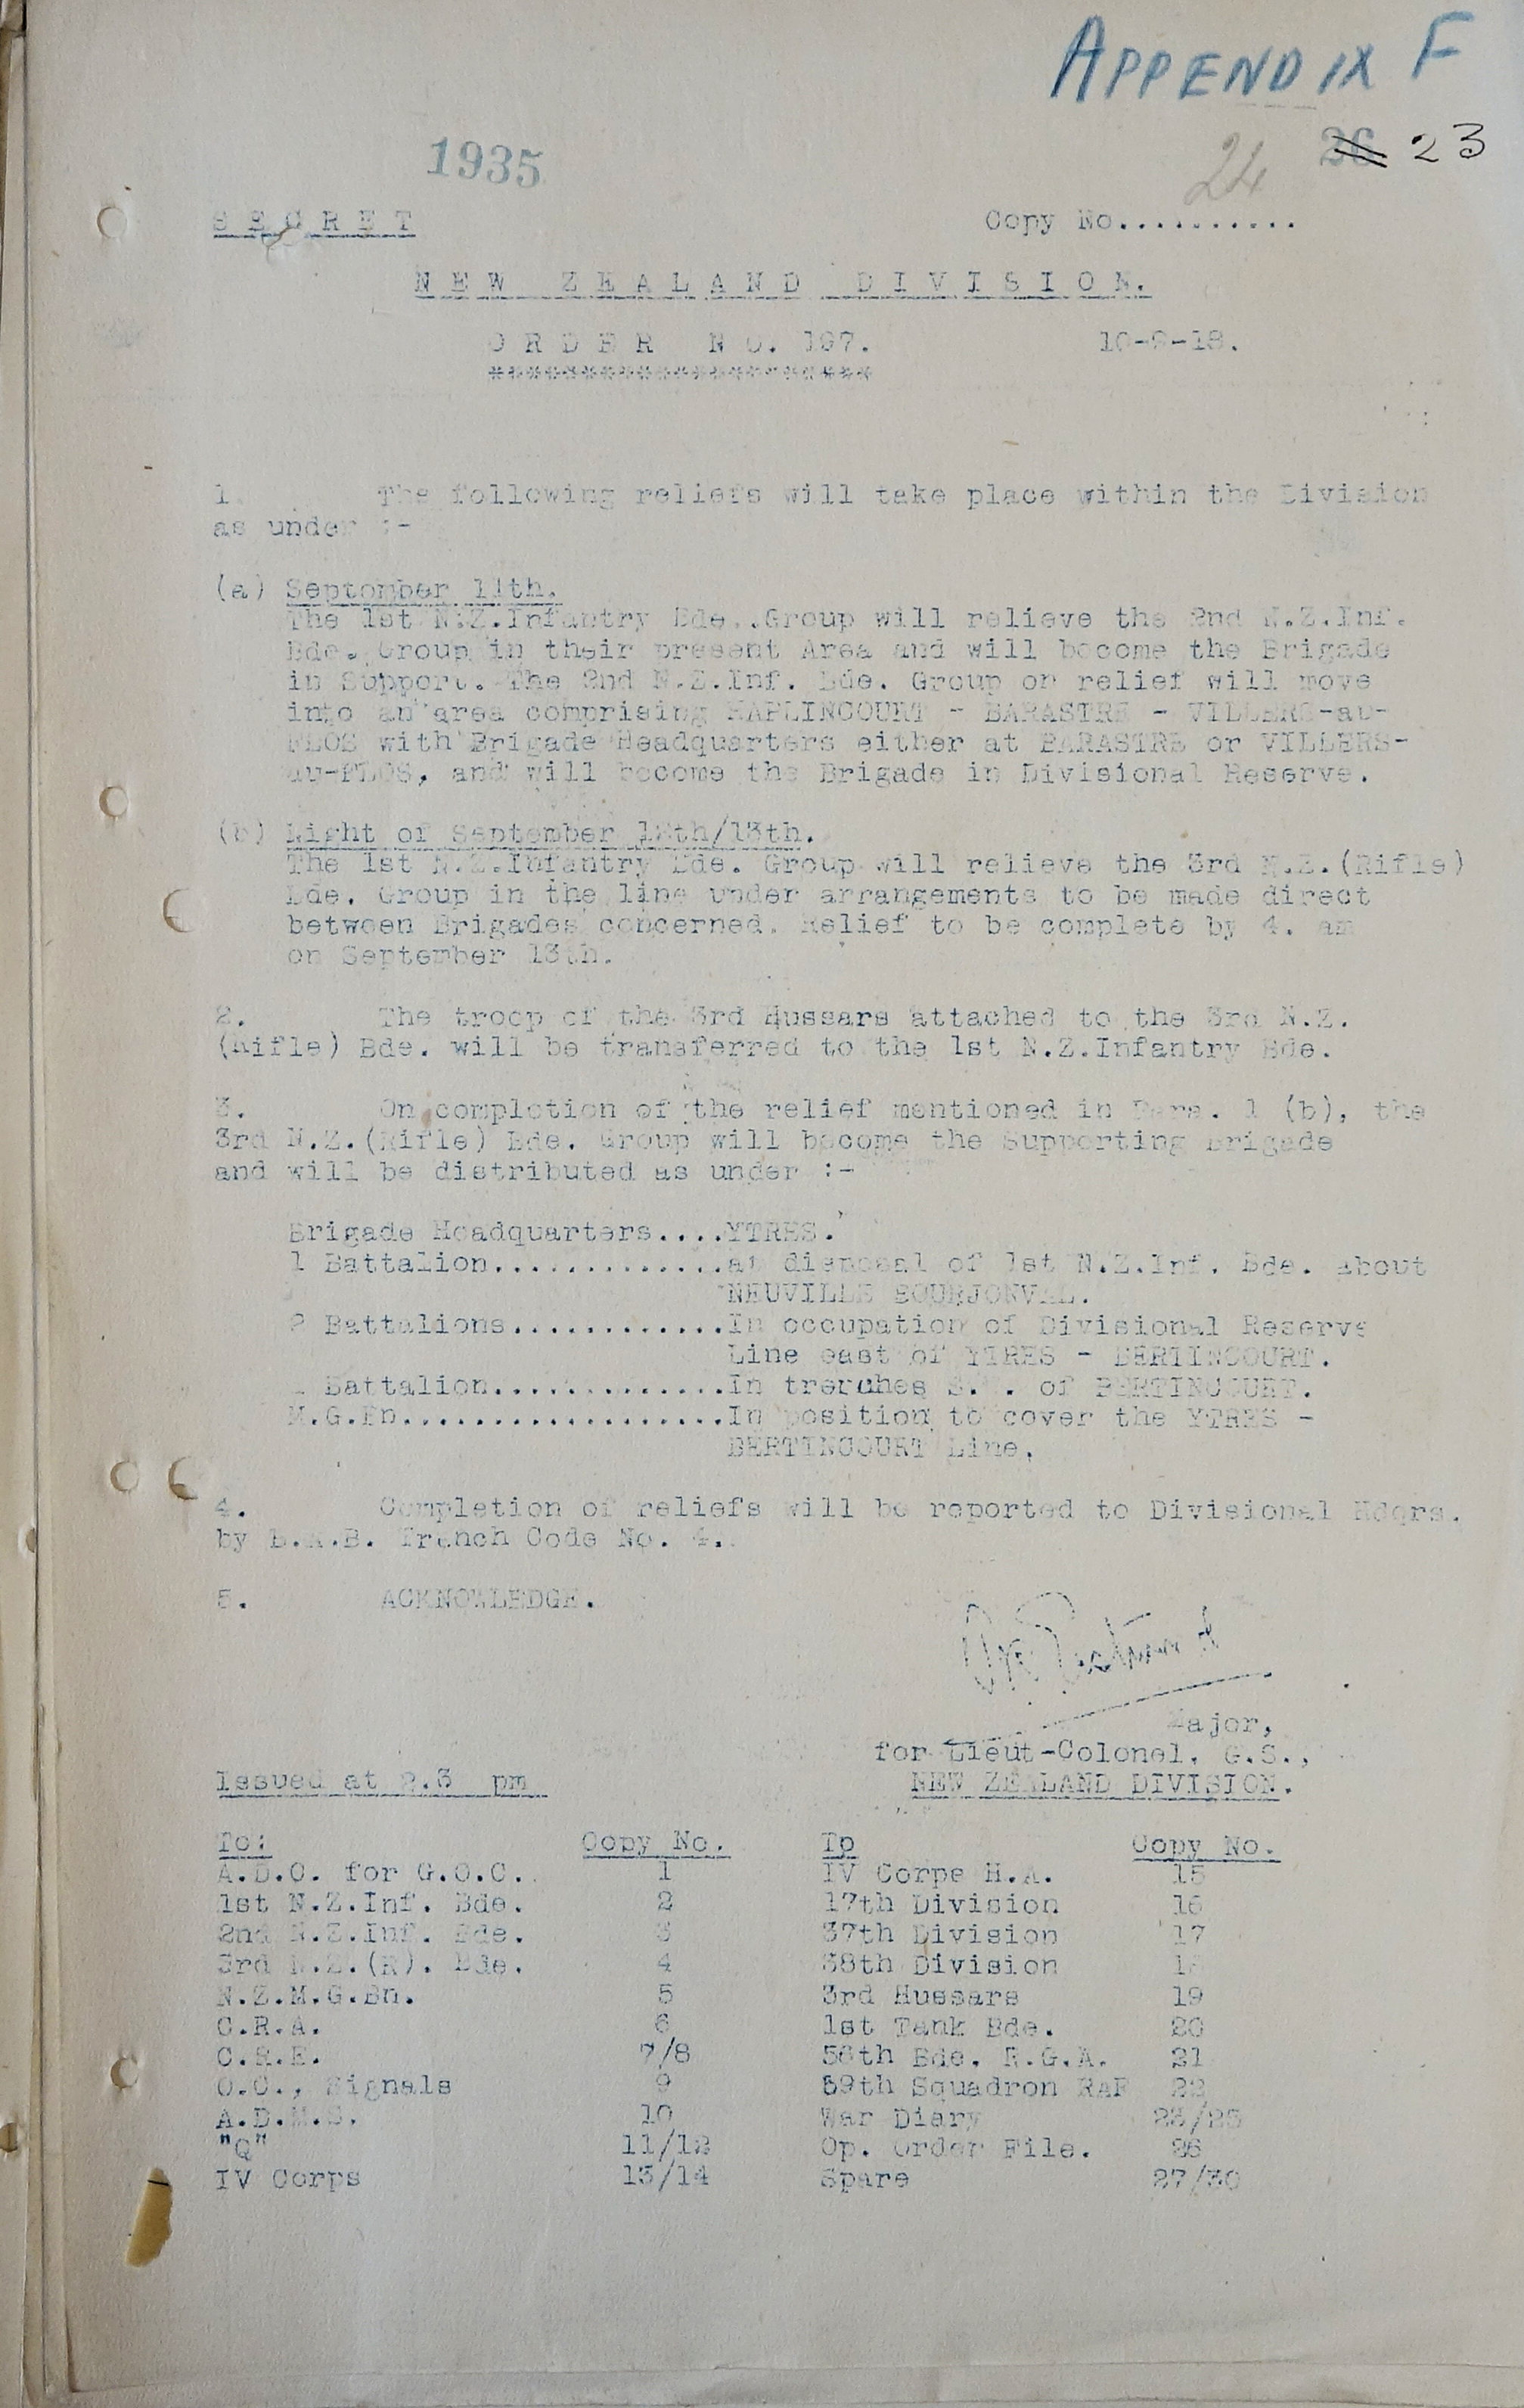 APPENDIX F
1935
24 26 23
SECRET
Copy No...........
NEW ZEALAND DIVISION.
ORDER NO. 197. 10-9-18.
*********************
1. The following reliefs will take place within the Division
as under :-
(a) September 11th.
The 1st N.Z.Infantry Bde. Group will relieve the 2nd N.Z.Inf.
Bde. Group in their present Area and will become the Brigade
in Support. The 2nd N.Z.Inf. Bde. Group on relief will move
into an area comprising HAPLINCOURT - BARASTRE - VILLERS-au-
FLOS with Brigade Headquarters either at BARASTRE or VILLERS-
au-FLOS, and will become the Brigade in Divisional Reserve.
(b) Night of September 12th/13th.
The 1st N.Z.Infantry Bde. Group will relieve the 3rd N.Z.(Rifle)
Bde. Group in the line under arrangements to be made direct
between Brigades concerned. Relief to be complete by 4. am
on September 13th.
2. The troop of the 3rd Hussars attached to the 3rd N.Z.
(Rifle) Bde. will be transferred to the 1st N.Z.Infantry Bde.
3. On completion of the relief mentioned in Para. 1 (b), the
3rd N.Z.(Rifle) Bde. Group will become the Supporting Brigade
and will be distributed as under :-
Brigade Headquarters....YTRES.
1 Battalion.............at disposal of 1st N.Z.Inf. Bde. about
NEUVILLE BOURJONVAL.
2 Battalions............In occupation of Divisional Reserve
Line east of YTRES - BERTINCOURT.
Battalion.............In trenches of BERTINCOURT.
M.G.Bn..................In position to cover the YTRES -
BERTINCOURT Line.
4. Completion of reliefs will be reported to Divisional Hdqrs.
by B.A.B. Trench Code No. 4.
5. ACKNOWLEDGE.
Major,
for Lieut-Colonel, G.S.,
Issued at 2.3 pm NEW ZEALAND DIVISION.
To: Copy No. To Copy No.
A.D.C. for G.O.C. 1 IV Corps H.A. 15
1st N.Z.Inf. Bde. 2 17th Division 16
2nd N.Z.Inf. Bde. 3 37th Division 17
3rd N.Z.(R). Bde. 4 38th Division 18
N.Z.M.G.Bn. 5 3rd Hussars 19
C.R.A. 6 1st Tank Bde. 20
C.R.E. 7/8 56th Bde. R.G.A. 21
O.C., Signals 9 59th Squadron RAF 22
A.D.M.S. 10 War Diary 23/25
"Q" 11/12 Op. Order File. 26
IV Corps 13/14 Spare 27/30